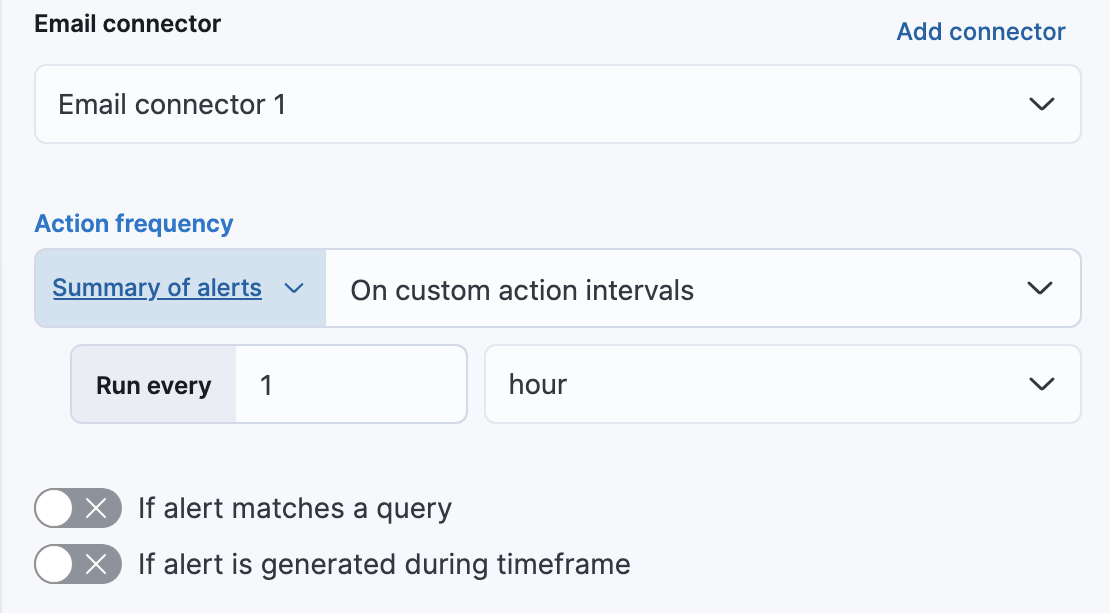 Email connector
Add connector
Email connector 1
Action frequency
Summary of alerts
On custom action intervals
Run every
1
hour
If alert matches a query
If alert is generated during timeframe